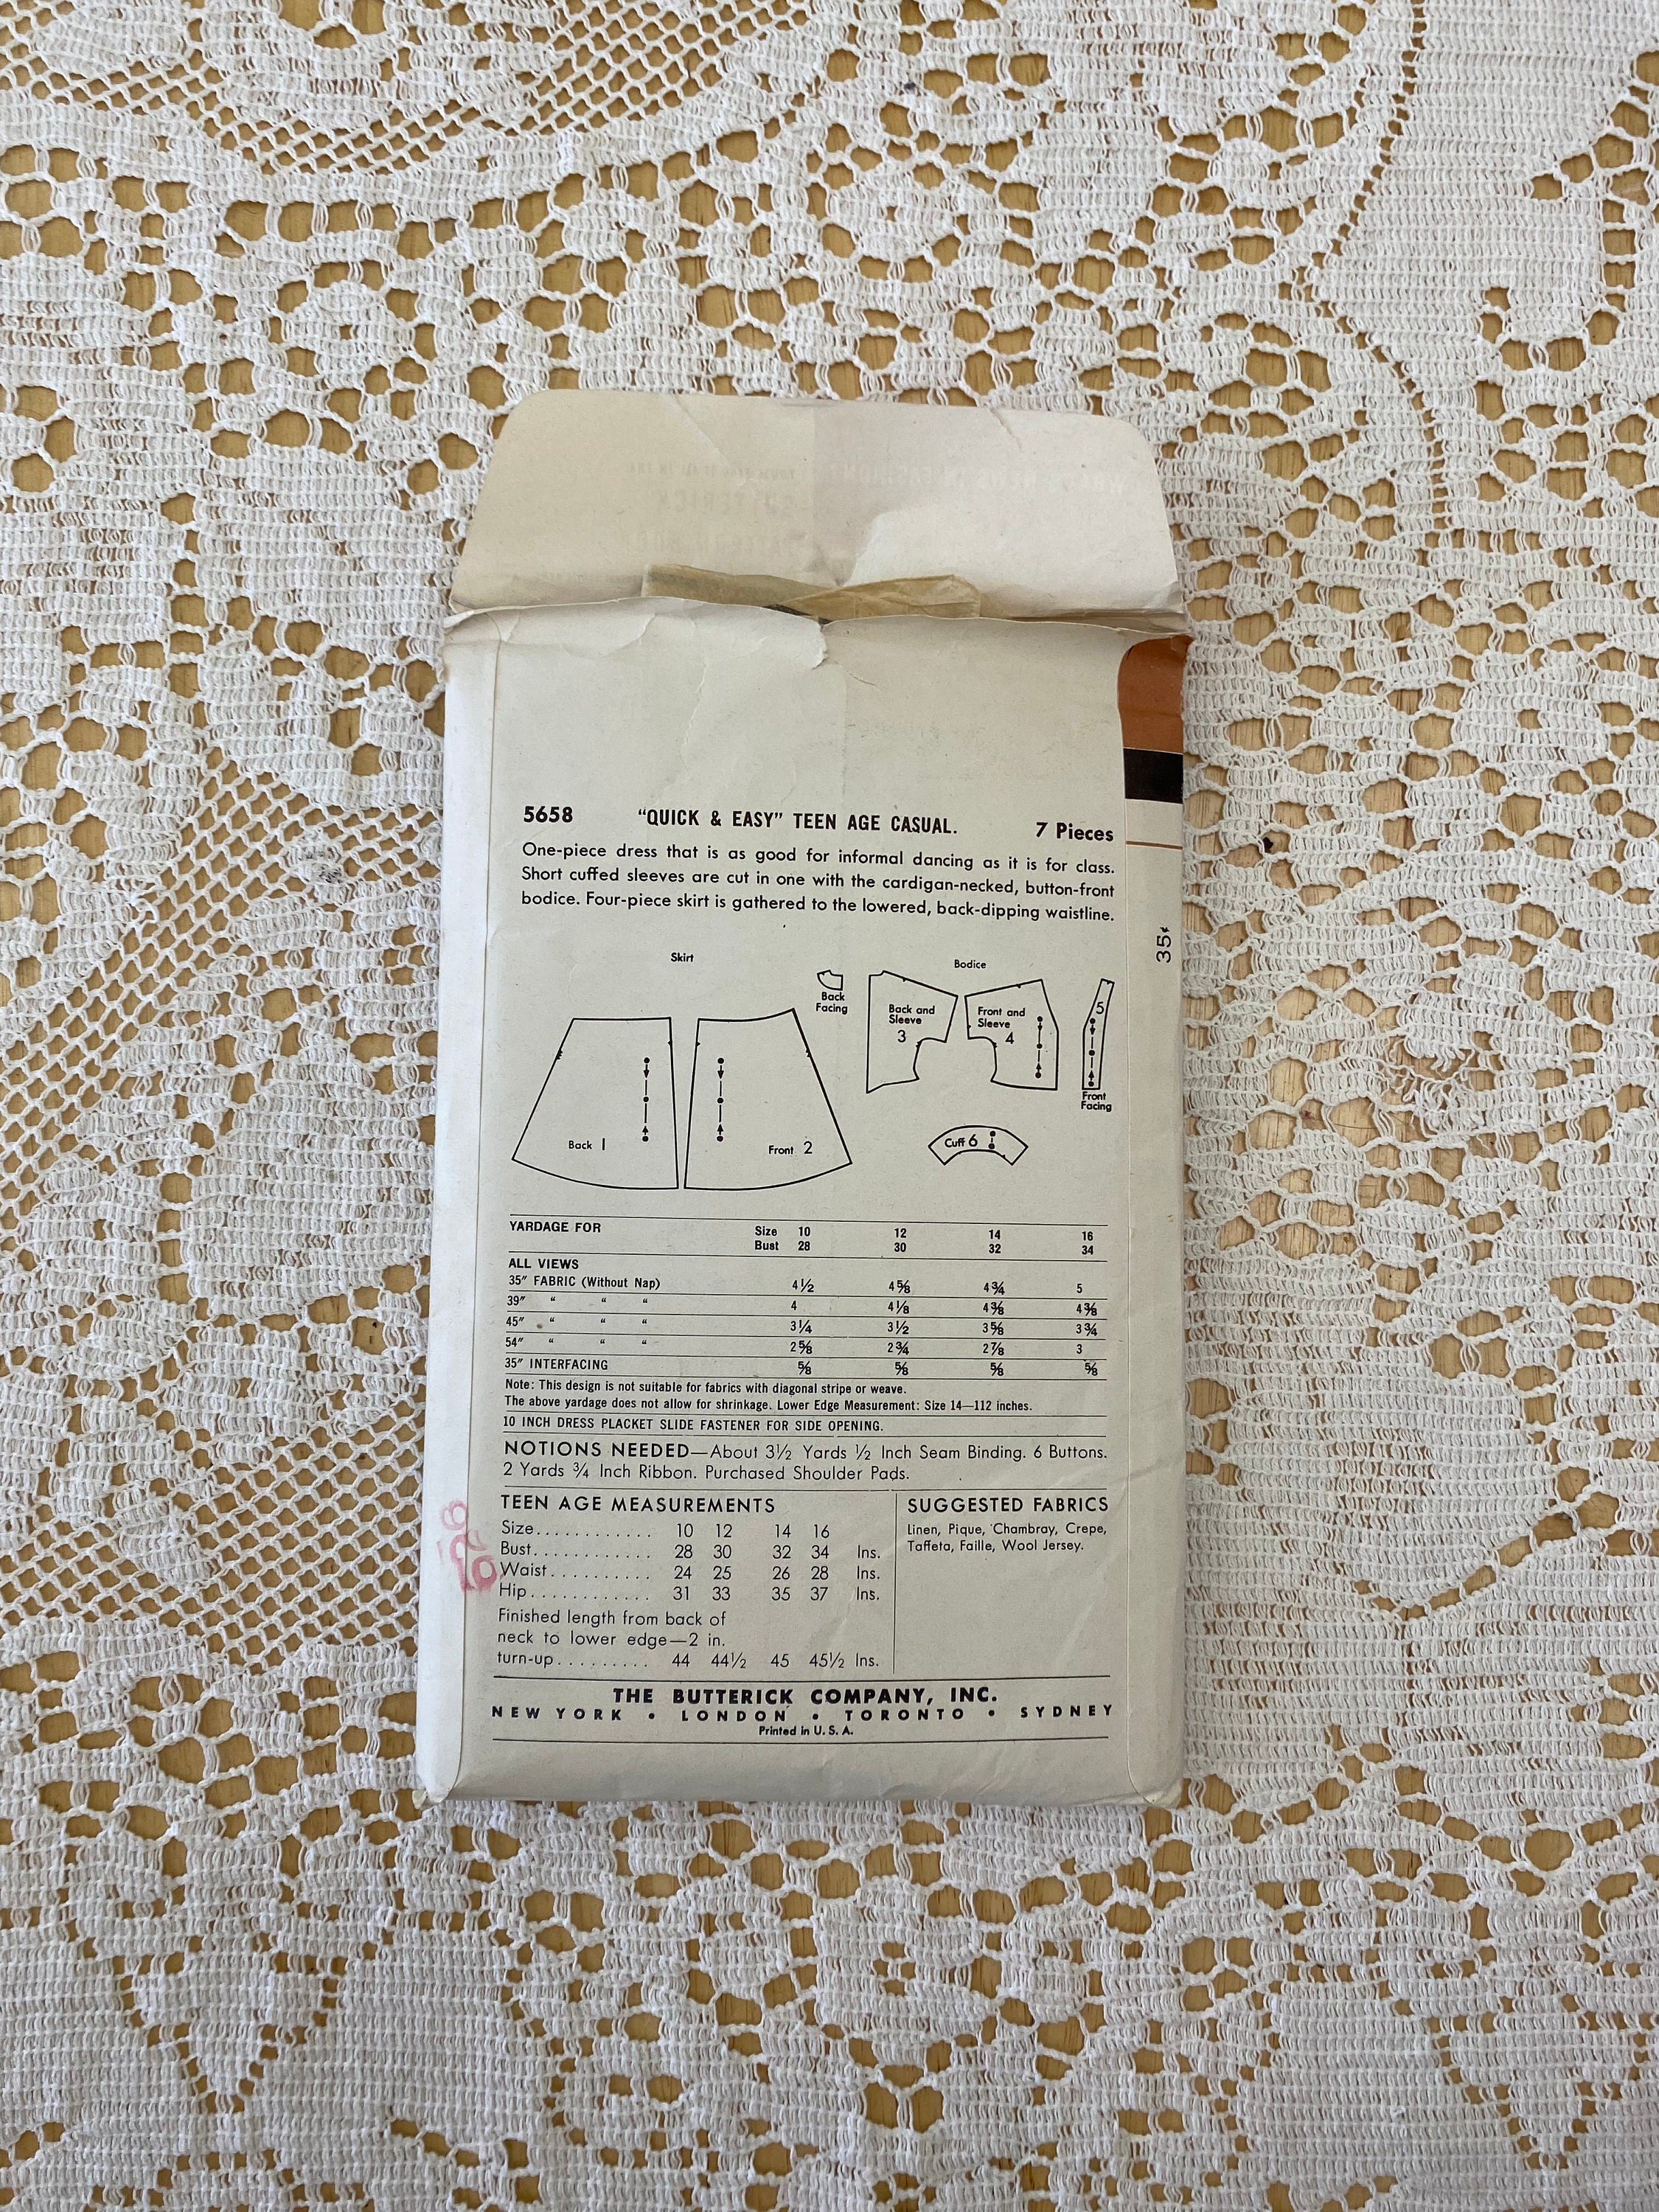 5658 "QUICK & EASY" TEEN AGE CASUAL. 7 Pieces
One-piece dress that is as good for informal dancing as it is for class.
Short cuffed sleeves are cut in one with the cardigan-necked, button-front
bodice. Four-piece skirt is gathered to the lowered, back-dipping waistline.
35¢
Skirt
Back 1
Front 2
Back
Facing
Bodice
Back and
Sleeve
3
Front and
Sleeve
4
5
Front
Facing
Cuff 6
YARDAGE FOR Size 10 12 14 16
Bust 28 30 32 34
ALL VIEWS
35" FABRIC (Without Nap) 4½ 4⅝ 4¾ 5
39" " " " 4 4⅛ 4⅜ 4⅜
45" " " " 3¼ 3½ 3⅝ 3¾
54" " " " 2⅝ 2¾ 2⅞ 3
35" INTERFACING ⅝ ⅝ ⅝ ⅝
Note: This design is not suitable for fabrics with diagonal stripe or weave.
The above yardage does not allow for shrinkage. Lower Edge Measurement: Size 14—112 inches.
10 INCH DRESS PLACKET SLIDE FASTENER FOR SIDE OPENING.
NOTIONS NEEDED—About 3½ Yards ½ Inch Seam Binding. 6 Buttons.
2 Yards ¾ Inch Ribbon. Purchased Shoulder Pads.
TEEN AGE MEASUREMENTS
Size............ 10 12 14 16
Bust............ 28 30 32 34 Ins.
Waist.......... 24 25 26 28 Ins.
Hip............ 31 33 35 37 Ins.
Finished length from back of
neck to lower edge—2 in.
turn-up......... 44 44½ 45 45½ Ins.
SUGGESTED FABRICS
Linen, Pique, Chambray, Crepe,
Taffeta, Faille, Wool Jersey.
THE BUTTERICK COMPANY, INC.
NEW YORK • LONDON • TORONTO • SYDNEY
Printed in U. S. A.